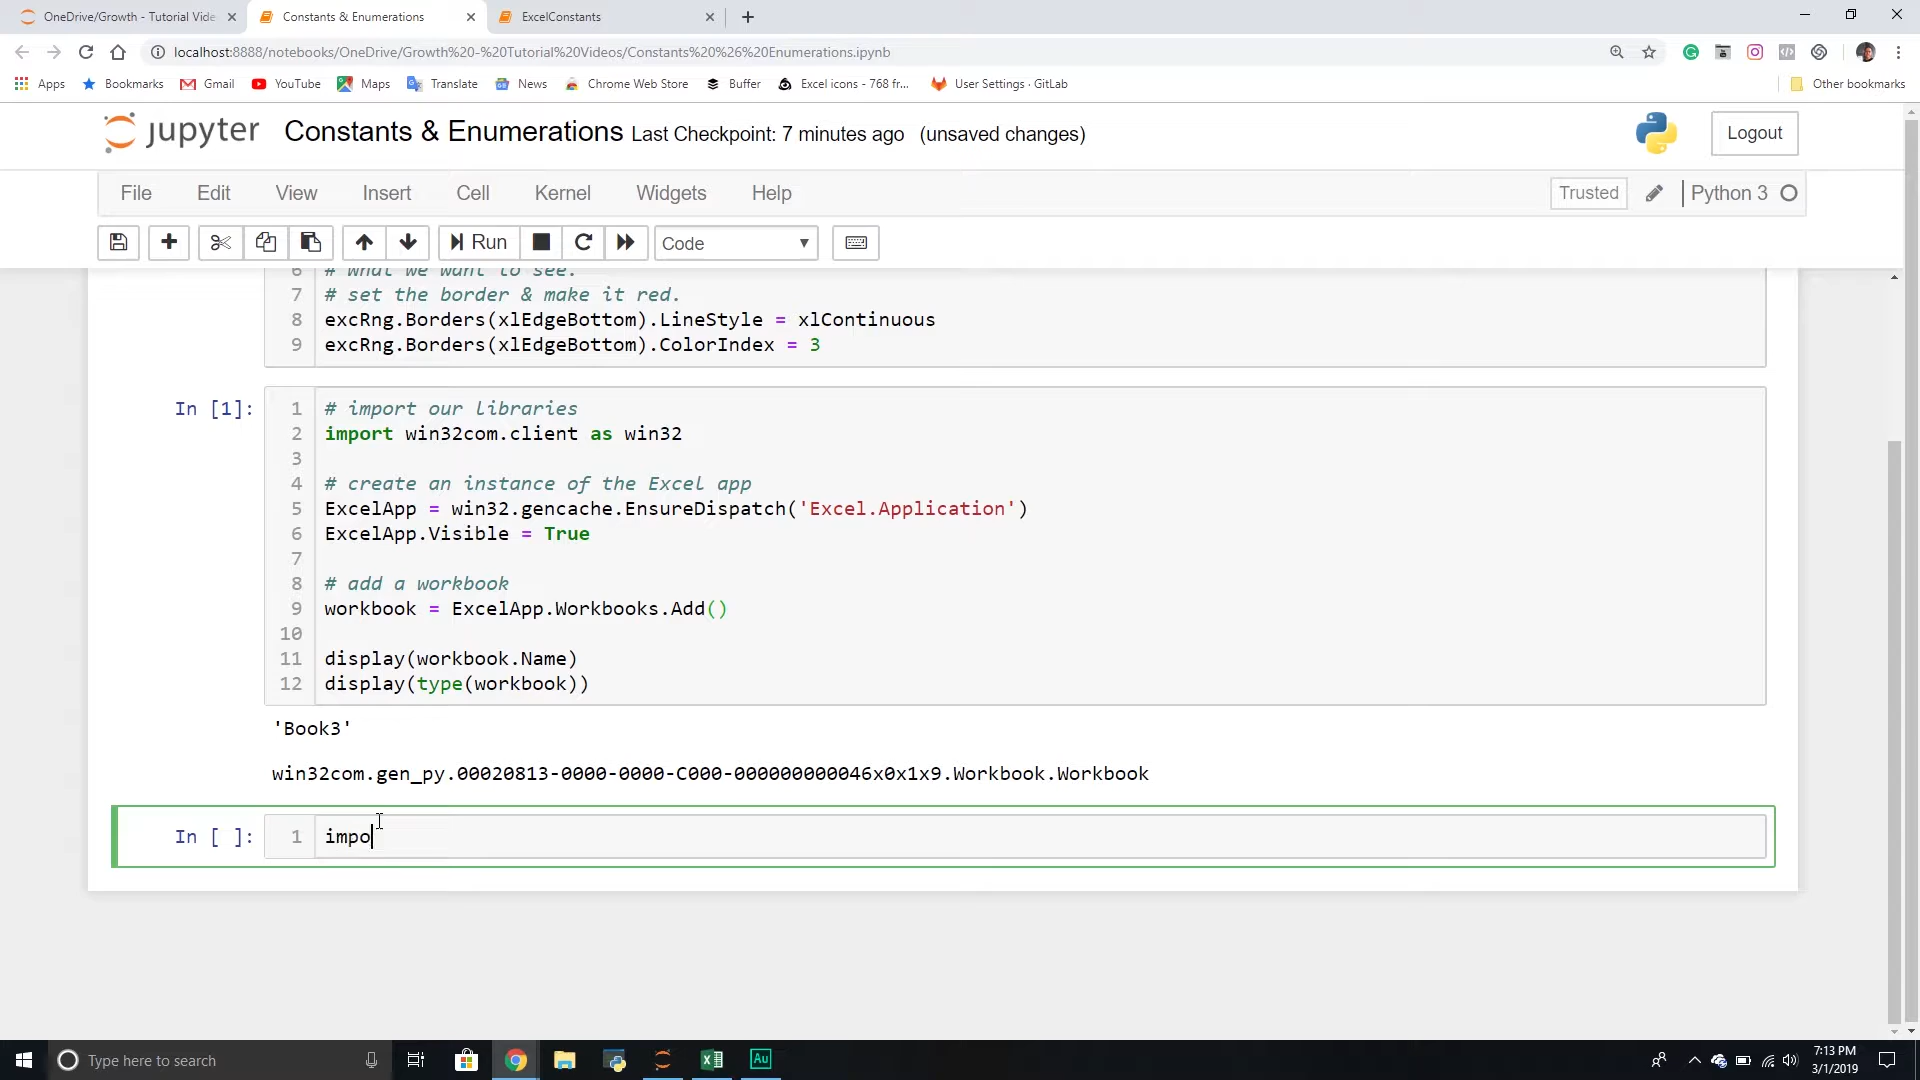 OneDrive/Growth - Tutorial Vide
Constants & Enumerations
ExcelConstants
localhost:8888/notebooks/OneDrive/Growth%20-%20Tutorial%20Videos/Constants%20%26%20Enumerations.ipynb
Apps Bookmarks Gmail YouTube Maps Translate News Chrome Web Store Buffer Excel icons - 768 fr... User Settings · GitLab Other bookmarks
jupyter Constants & Enumerations Last Checkpoint: 7 minutes ago (unsaved changes) Logout
File Edit View Insert Cell Kernel Widgets Help Trusted Python 3
Run Code
6 # what we want to see.
7 # set the border & make it red.
8 excRng.Borders(xlEdgeBottom).LineStyle = xlContinuous
9 excRng.Borders(xlEdgeBottom).ColorIndex = 3
In [1]: 1 # import our libraries
2 import win32com.client as win32
3
4 # create an instance of the Excel app
5 ExcelApp = win32.gencache.EnsureDispatch('Excel.Application')
6 ExcelApp.Visible = True
7
8 # add a workbook
9 workbook = ExcelApp.Workbooks.Add()
10
11 display(workbook.Name)
12 display(type(workbook))
'Book3'
win32com.gen_py.00020813-0000-0000-C000-000000000046x0x1x9.Workbook.Workbook
In [ ]: 1 impo
Type here to search
Au
7:13 PM
3/1/2019